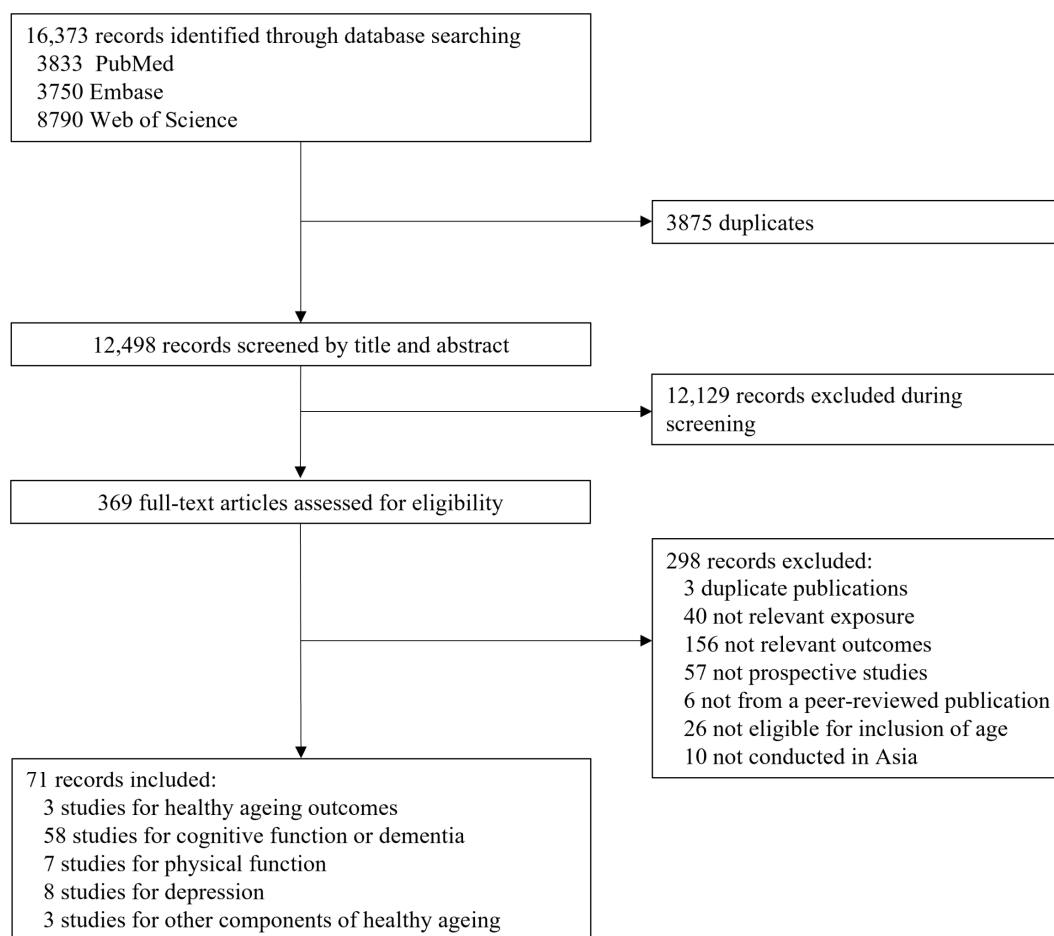 16,373 records identified through database searching
3833 PubMed
3750 Embase
8790 Web of Science
3875 duplicates
12,498 records screened by title and abstract
12,129 records excluded during
screening
369 full-text articles assessed for eligibility
298 records excluded:
3 duplicate publications
40 not relevant exposure
156 not relevant outcomes
57 not prospective studies
6 not from a peer-reviewed publication
26 not eligible for inclusion of age
10 not conducted in Asia
71 records included:
3 studies for healthy ageing outcomes
58 studies for cognitive function or dementia
7 studies for physical function
8 studies for depression
3 studies for other components of healthy ageing